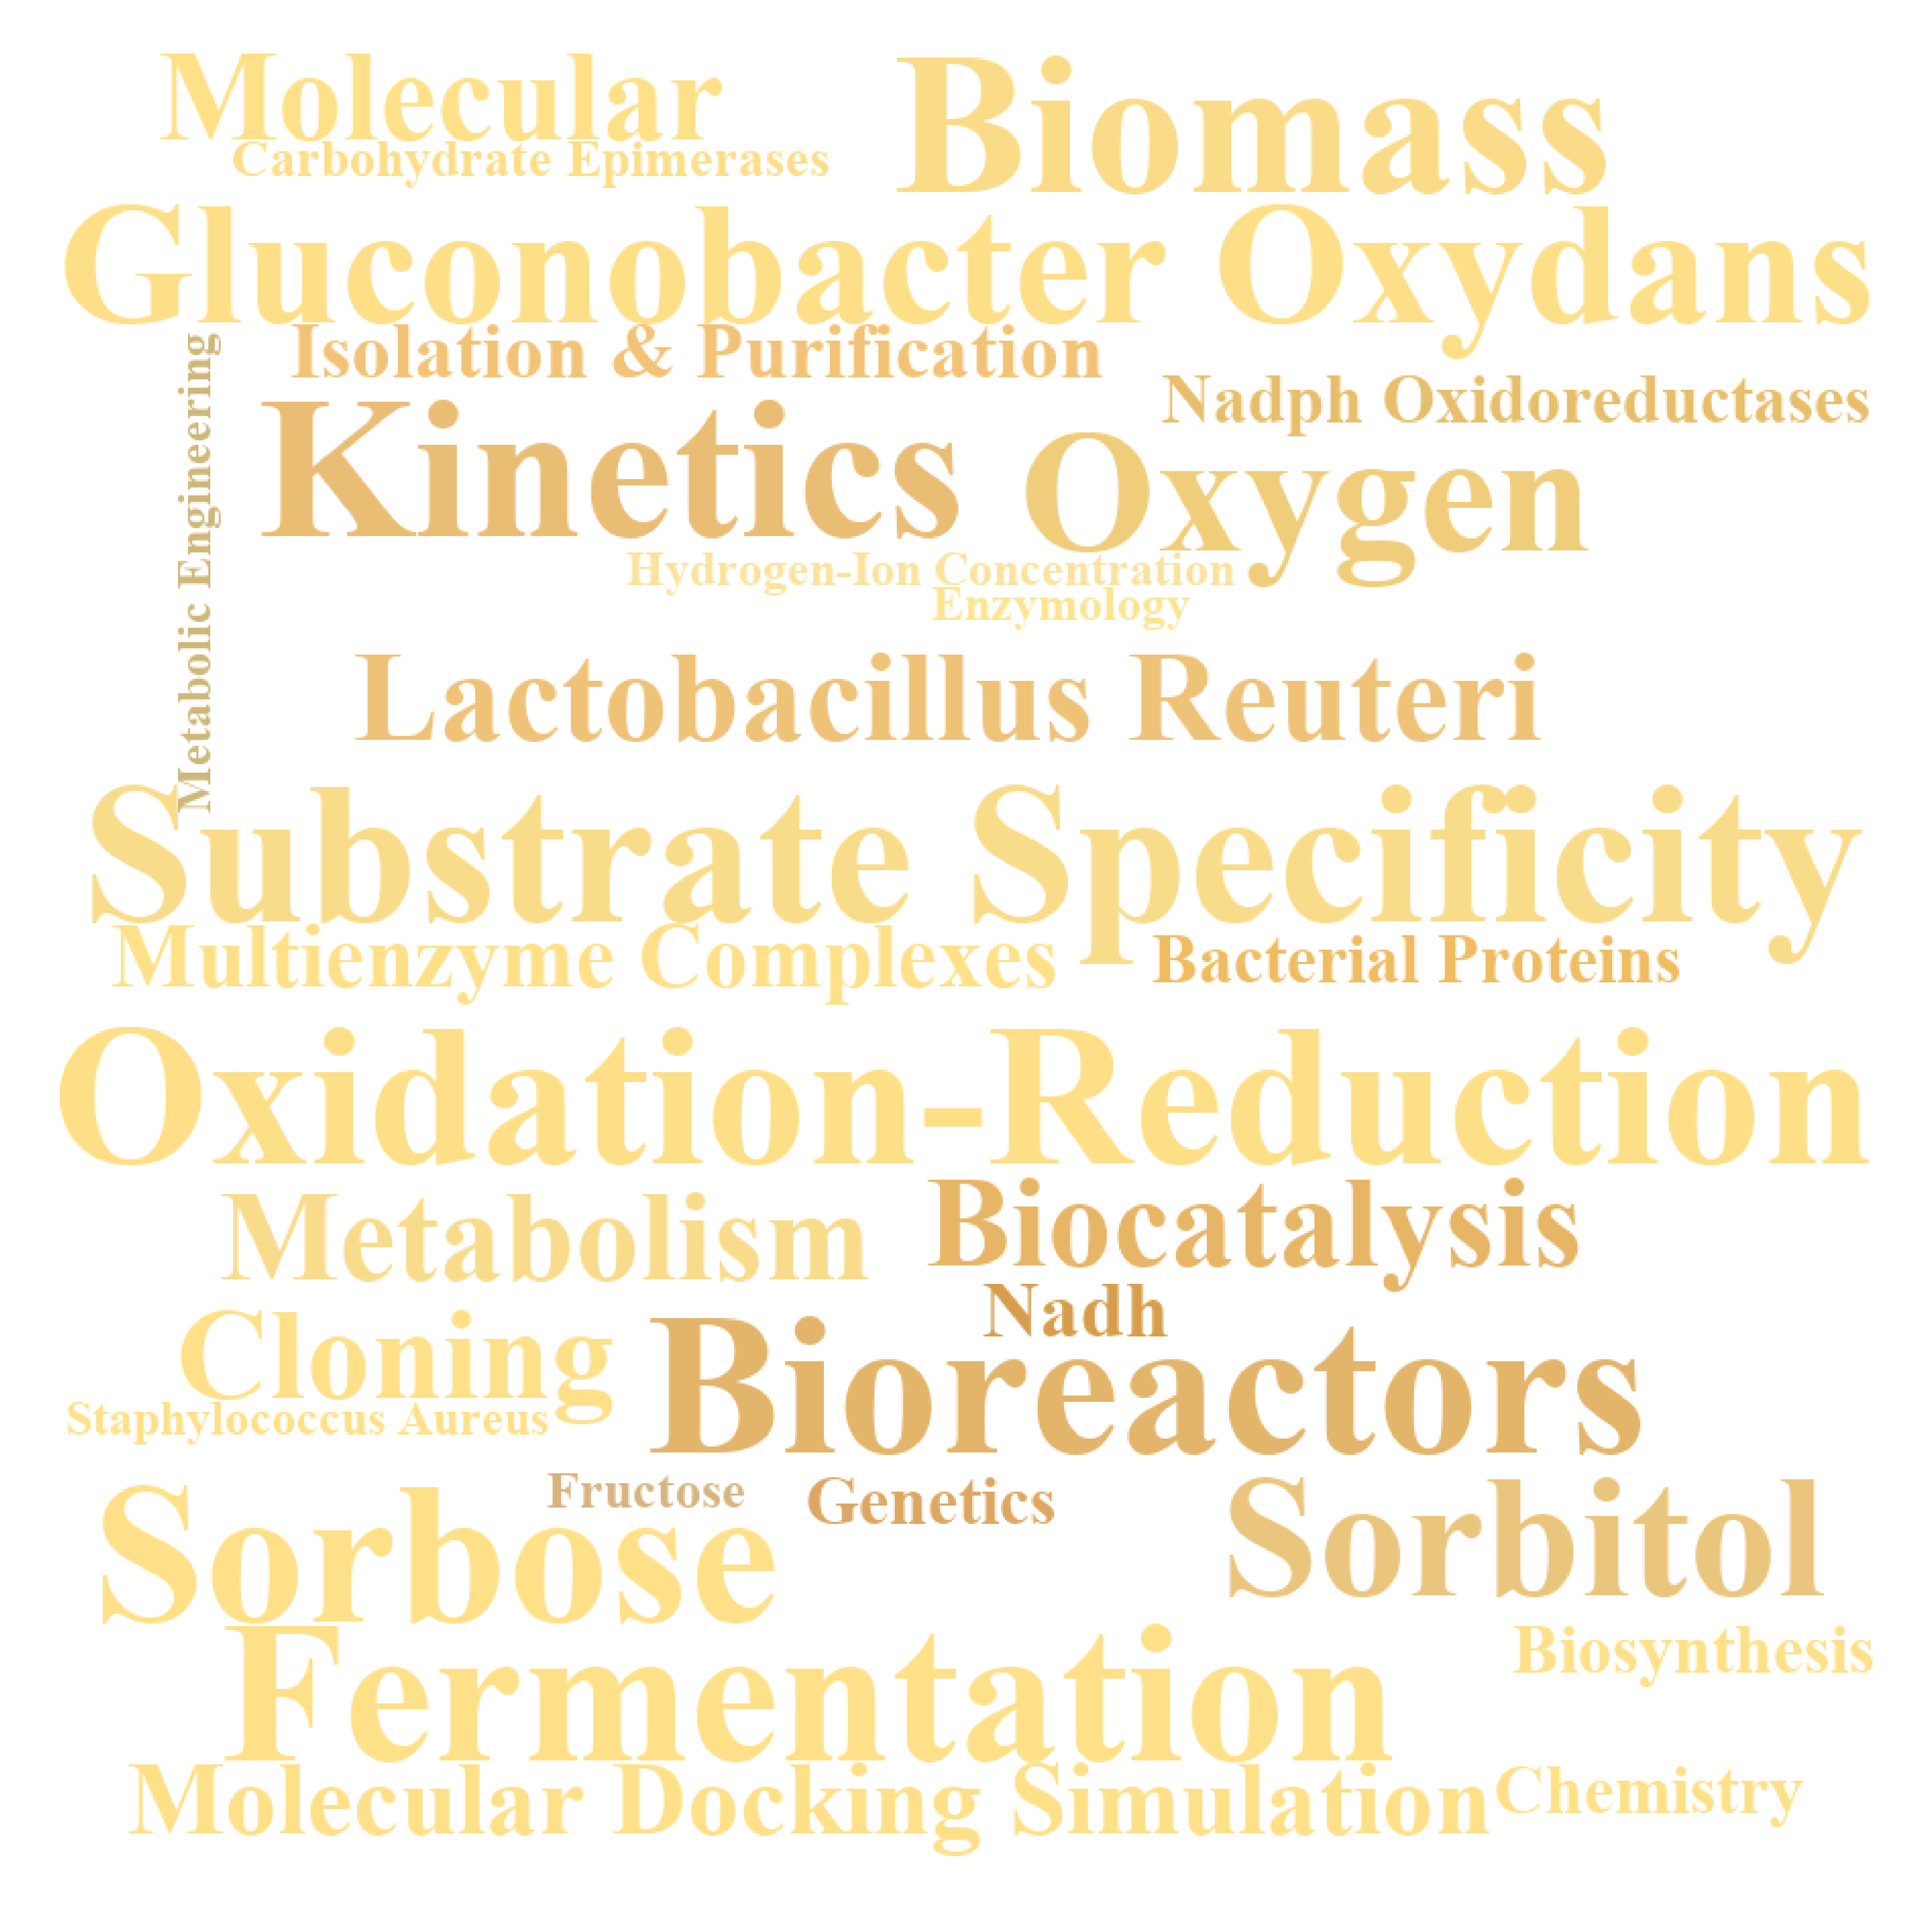 Molecular
Biomass
Carbohydrate Epimerases
Gluconobacter Oxydans
Isolation & Purification
Metabolic Engineering
Nadph Oxidoreductases
Kinetics
Oxygen
Hydrogen-Ion Concentration
Enzymology
Lactobacillus Reuteri
Substrate Specificity
Multienzyme Complexes
Bacterial Proteins
Oxidation-Reduction
Metabolism
Biocatalysis
Nadh
Cloning
Bioreactors
Staphylococcus Aureus
Fructose
Genetics
Sorbose
Sorbitol
Fermentation
Biosynthesis
Molecular Docking Simulation
Chemistry